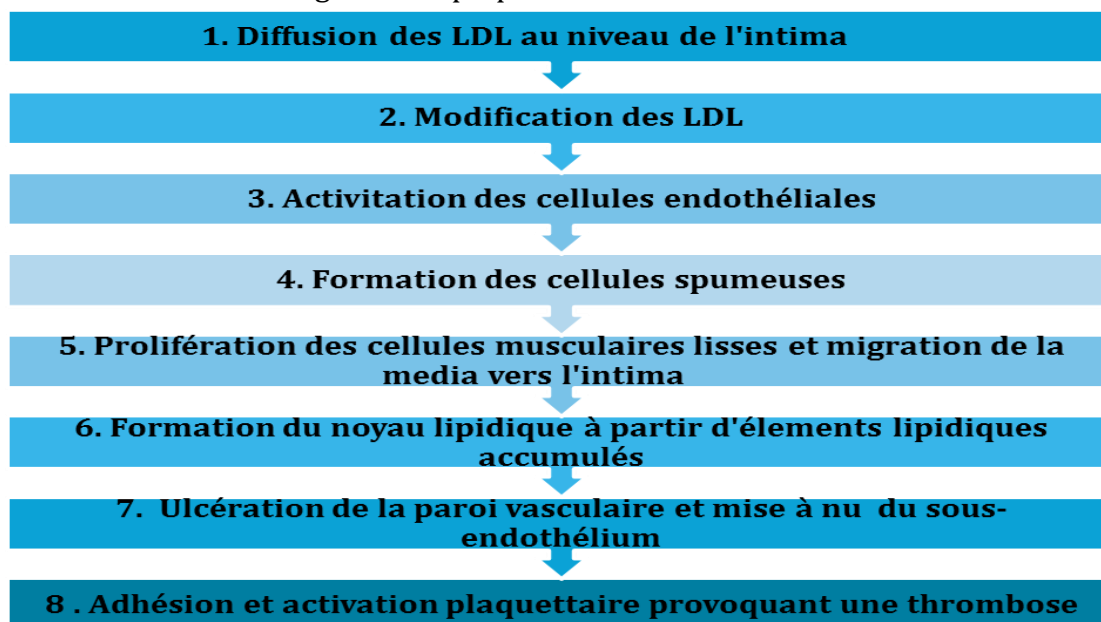 1. Diffusion des LDL au niveau de l'intima
2. Modification des LDL
3. Activitation des cellules endothéliales
4. Formation des cellules spumeuses
5. Prolifération des cellules musculaires lisses et migration de la
media vers l'intima
6. Formation du noyau lipidique à partir d'élements lipidiques
accumulés
7. Ulcération de la paroi vasculaire et mise à nu du sous-
endothélium
8 . Adhésion et activation plaquettaire provoquant une thrombose